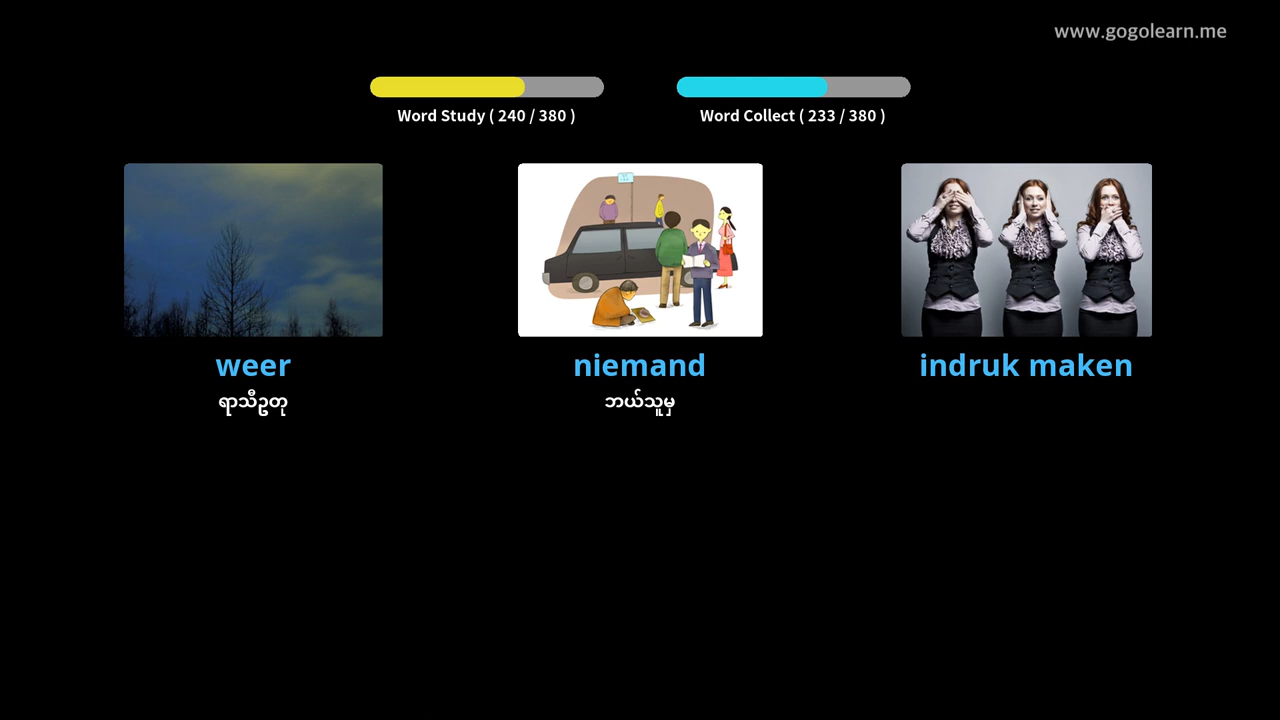 www.gogolearn.me
Word Study ( 240 / 380 )
Word Collect ( 233 / 380 )
weer
niemand
indruk maken
ရာသီဥတု
ဘယ်သူမှ